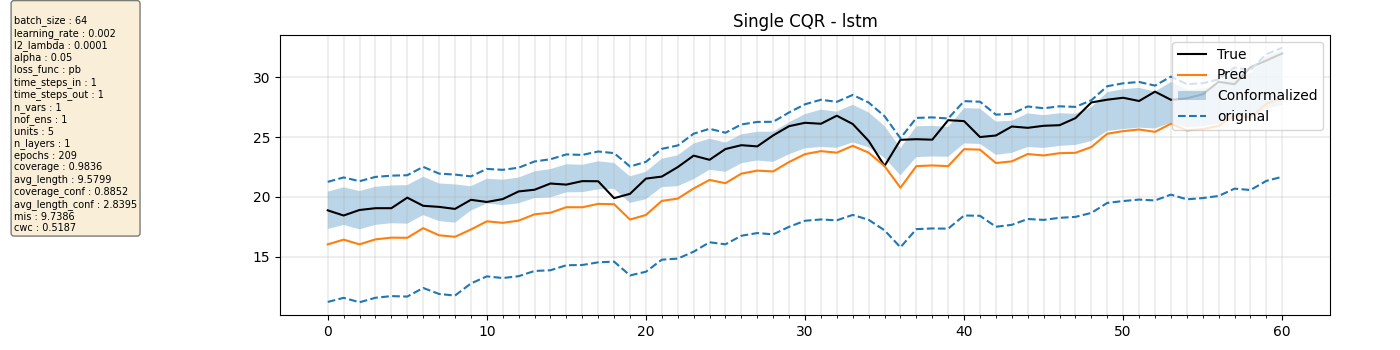 batch_size : 64
learning_rate : 0.002
l2_lambda : 0.0001
alpha : 0.05
loss_func : pb
time_steps_in : 1
time_steps_out : 1
n_vars : 1
nof_ens : 1
units : 5
n_layers : 1
epochs : 209
coverage : 0.9836
avg_length : 9.5799
coverage_conf : 0.8852
avg_length_conf : 2.8395
mis : 9.7386
cwc : 0.5187
Single CQR - lstm
True
Pred
Conformalized
original
30
25
20
15
0 10 20 30 40 50 60